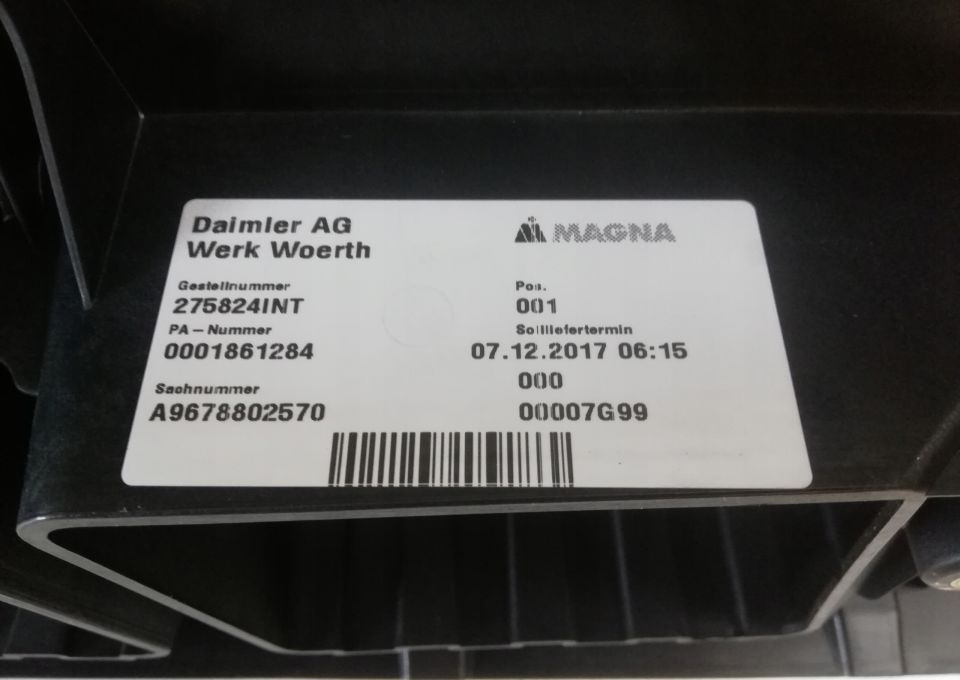 Daimler AG
Werk Woerth
MAGNA
Gestellnummer
275824INT
Pos.
001
PA-Nummer
0001861284
Sollliefertermin
07.12.2017 06:15
000
Sachnummer
A9678802570
00007G99